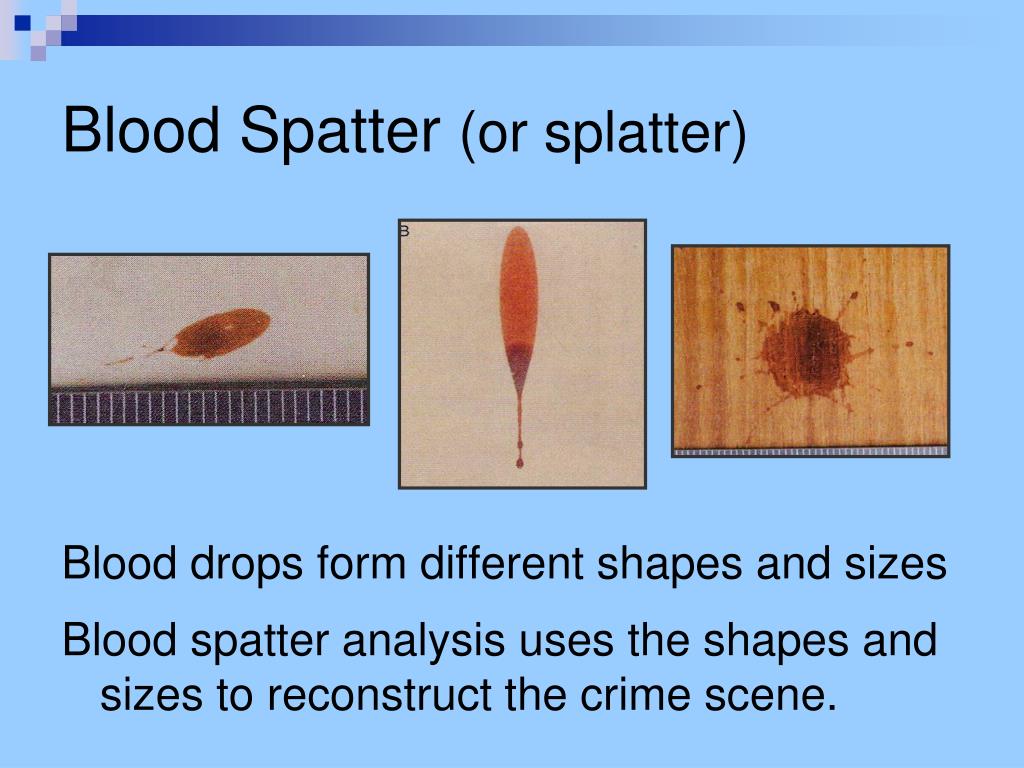 Blood Spatter (or splatter)
B
Blood drops form different shapes and sizes
Blood spatter analysis uses the shapes and
sizes to reconstruct the crime scene.